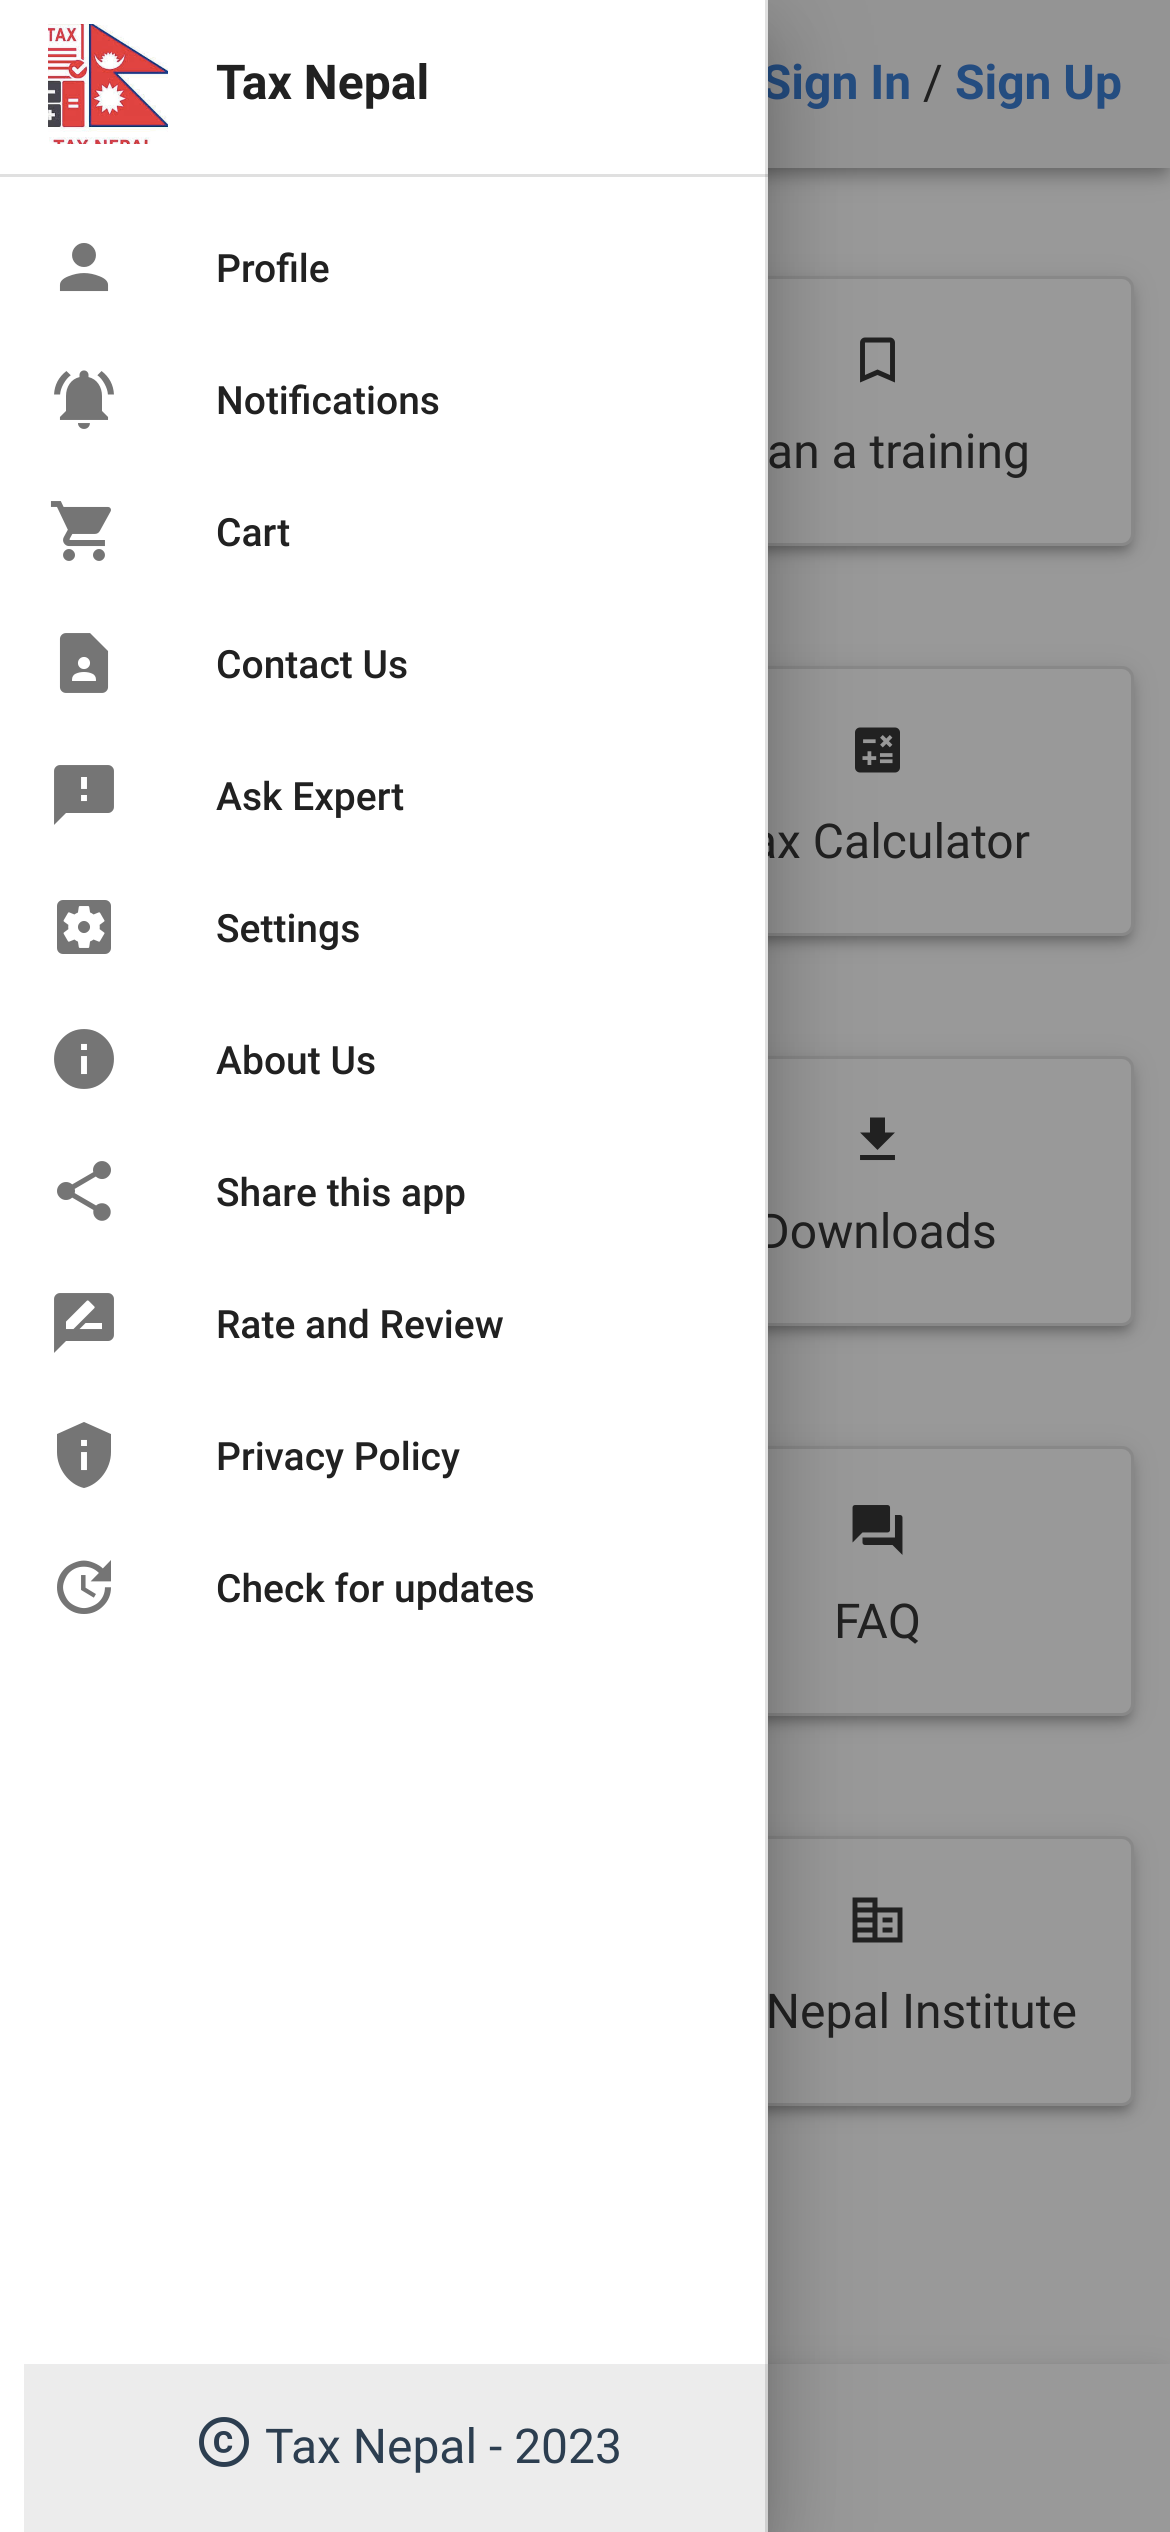 TAX
TAX NEPAL
Tax Nepal
Sign In / Sign Up
Profile
Notifications
Cart
Contact Us
Ask Expert
Settings
About Us
Share this app
Rate and Review
Privacy Policy
Check for updates
a training
Calculator
Downloads
FAQ
Nepal Institute
© Tax Nepal - 2023